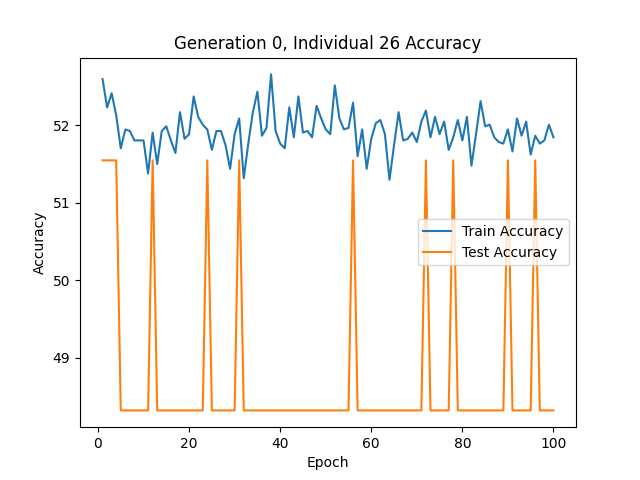 Generation 0, Individual 26 Accuracy
52
51
50
49
Accuracy
Train Accuracy
Test Accuracy
0 20 40 60 80 100
Epoch